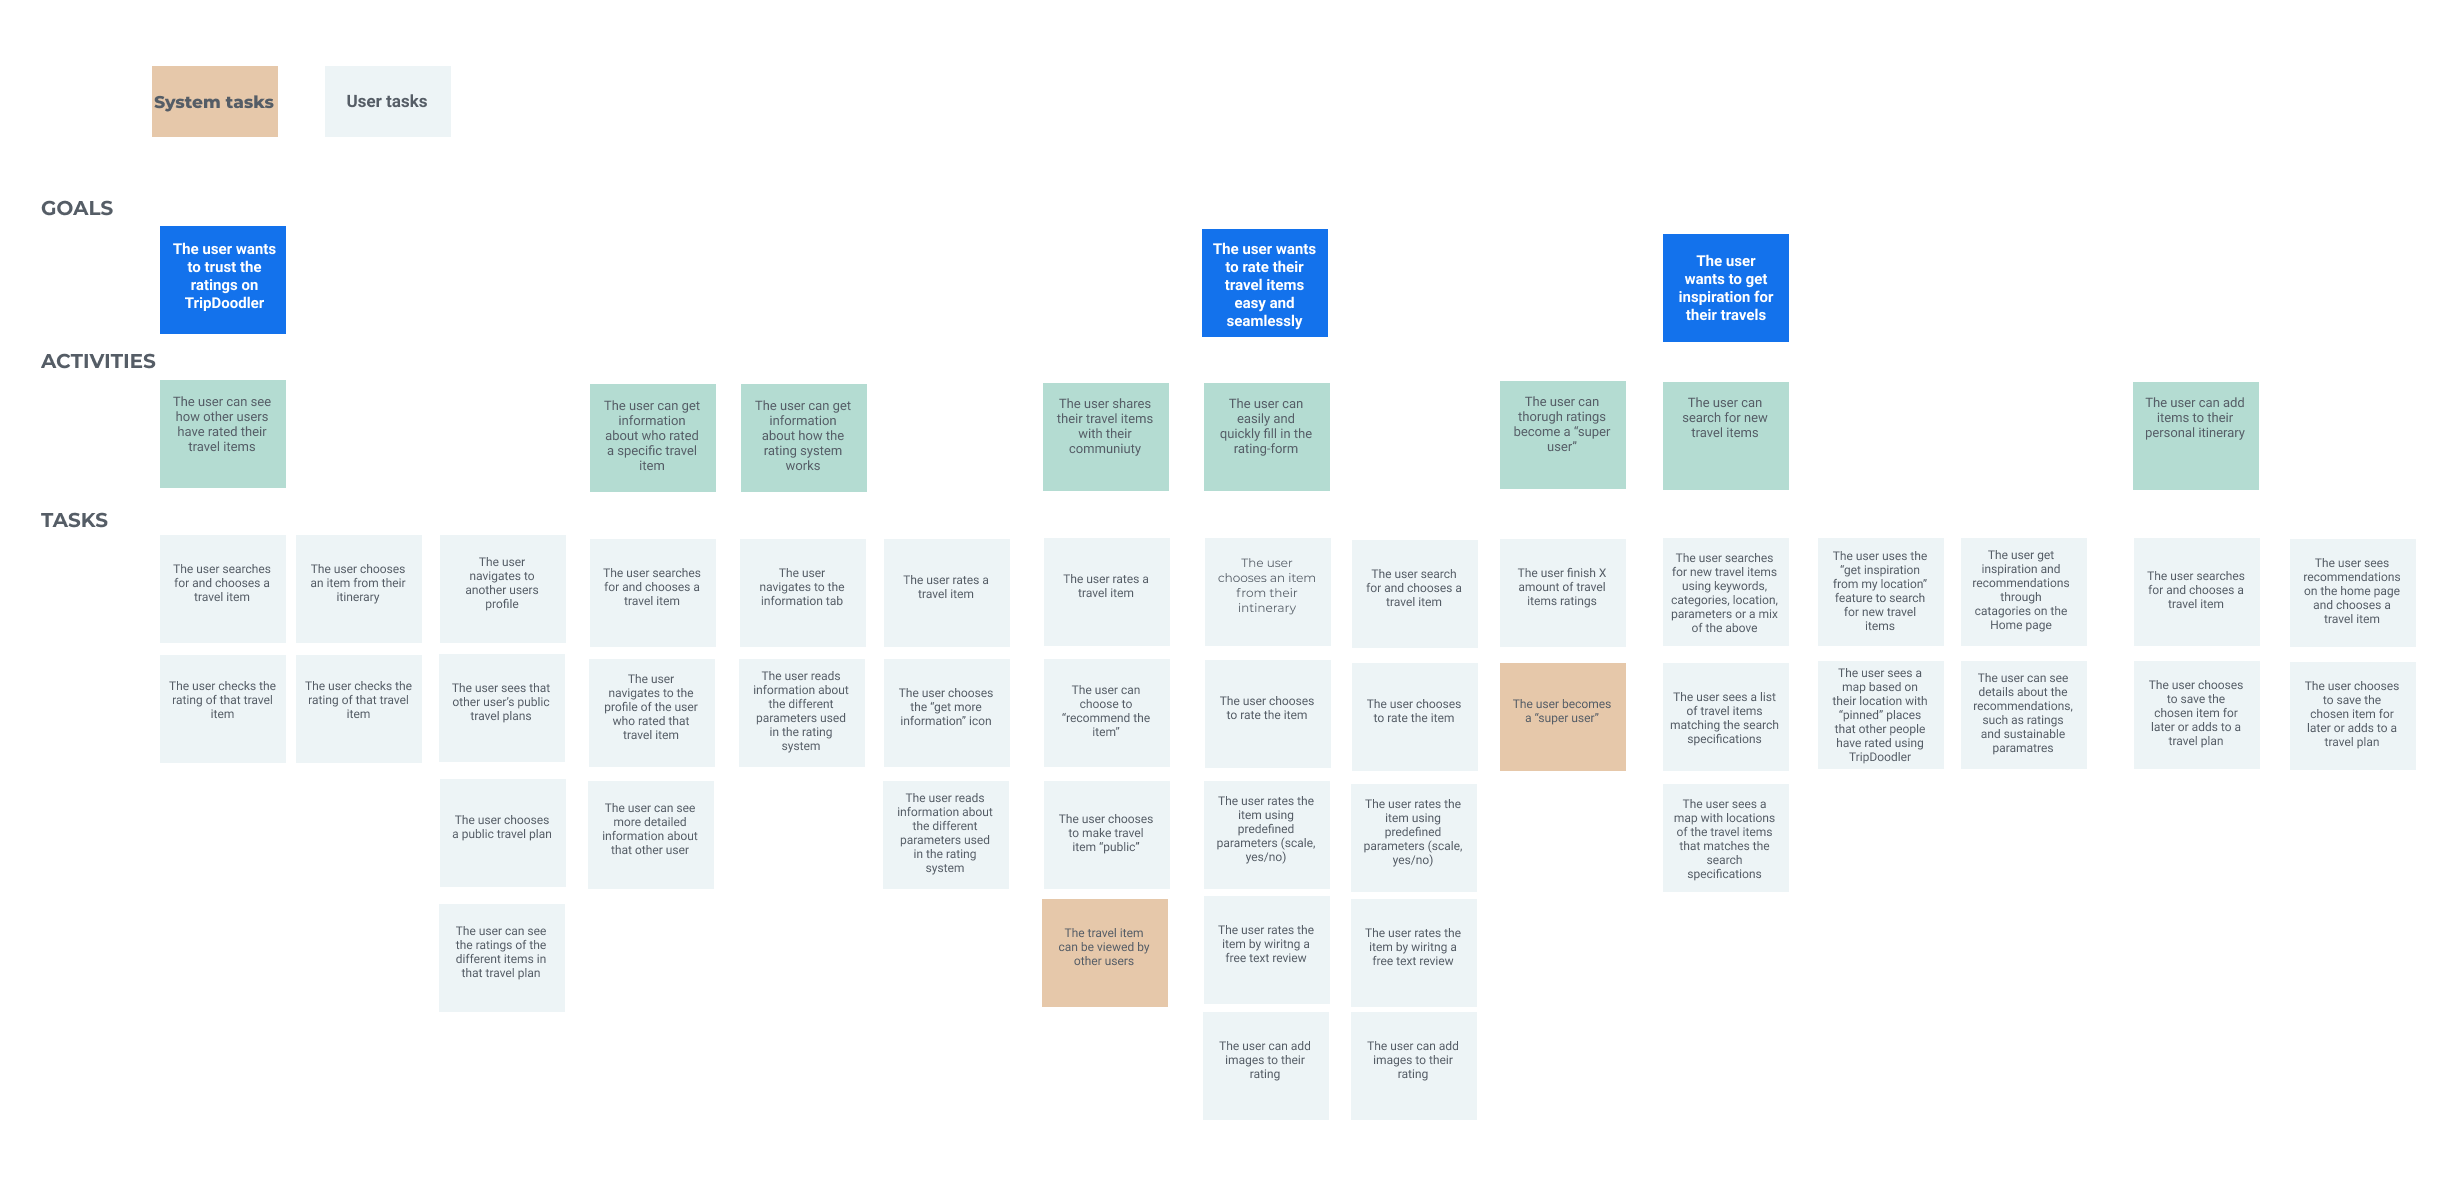 System tasks
User tasks
GOALS
The user wants
to trust the
ratings on
TripDoodler
The user wants
to rate their
travel items
easy and
seamlessly
The user
wants to get
inspiration for
their travels
ACTIVITIES
The user can see
how other users
have rated their
travel items
The user can get
information
about who rated
a specific travel
item
The user can get
information
about how the
rating system
works
The user shares
their travel items
with their
communiuty
The user can
easily and
quickly fill in the
rating-form
The user can
thorugh ratings
become a “super
user”
The user can
search for new
travel items
The user can add
items to their
personal itinerary
TASKS
The user searches
for and chooses a
travel item
The user chooses
an item from their
itinerary
The user
navigates to
another users
profile
The user searches
for and chooses a
travel item
The user
navigates to the
information tab
The user rates a
travel item
The user rates a
travel item
The user
chooses an item
from their
intinerary
The user search
for and chooses a
travel item
The user finish X
amount of travel
items ratings
The user searches
for new travel items
using keywords,
categories, location,
parameters or a mix
of the above
The user uses the
“get inspiration
from my location”
feature to search
for new travel
items
The user get
inspiration and
recommendations
through
catagories on the
Home page
The user searches
for and chooses a
travel item
The user sees
recommendations
on the home page
and chooses a
travel item
The user checks the
rating of that travel
item
The user checks the
rating of that travel
item
The user sees that
other user's public
travel plans
The user
navigates to the
profile of the user
who rated that
travel item
The user reads
information about
the different
parameters used
in the rating
system
The user chooses
the “get more
information” icon
The user can
choose to
“recommend the
item”
The user chooses
to rate the item
The user chooses
to rate the item
The user becomes
a “super user”
The user sees a list
of travel items
matching the search
specifications
The user sees a
map based on
their location with
“pinned” places
that other people
have rated using
TripDoodler
The user can see
details about the
recommendations,
such as ratings
and sustainable
paramatres
The user chooses
to save the
chosen item for
later or adds to a
travel plan
The user chooses
to save the
chosen item for
later or adds to a
travel plan
The user chooses
a public travel plan
The user can see
more detailed
information about
that other user
The user reads
information about
the different
parameters used
in the rating
system
The user chooses
to make travel
item “public”
The user rates the
item using
predefined
parameters (scale,
yes/no)
The user rates the
item using
predefined
parameters (scale,
yes/no)
The user sees a
map with locations
of the travel items
that matches the
search
specifications
The user can see
the ratings of the
different items in
that travel plan
The travel item
can be viewed by
other users
The user rates the
item by wiritng a
free text review
The user rates the
item by wiritng a
free text review
The user can add
images to their
rating
The user can add
images to their
rating